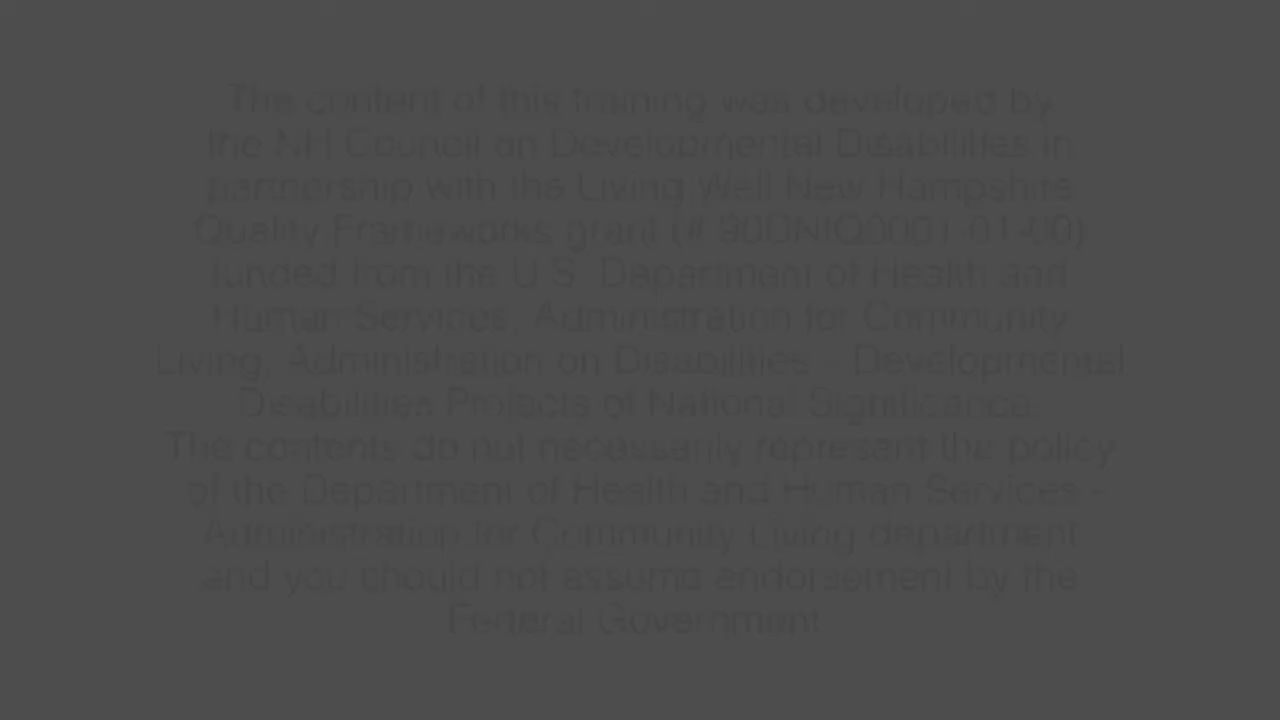 The content of this training was developed by
the NH Council on Developmental Disabilities in
partnership with the Living Well New Hampshire
Quality Frameworks grant (# 90DNIQ0001-01-00)
funded from the U.S. Department of Health and
Human Services, Administration for Community
Living, Administration on Disabilities - Developmental
Disabilities Projects of National Significance.
The contents do not necessarily represent the policy
of the Department of Health and Human Services -
Administration for Community Living department
and you should not assume endorsement by the
Federal Government.